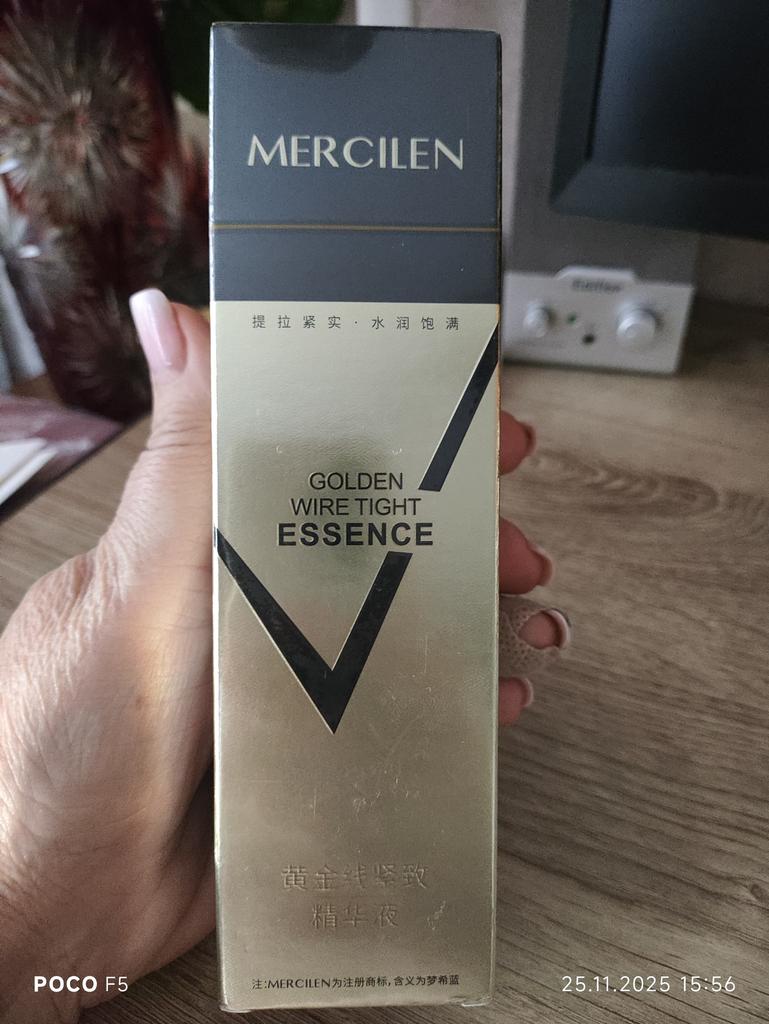 MERCILEN
提拉紧实·水润饱满
GOLDEN
WIRE TIGHT
ESSENCE
黄金线紧致
精华液
注:MERCILEN为注册商标,含义为梦希蓝
POCO F5
25.11.2025 15:56